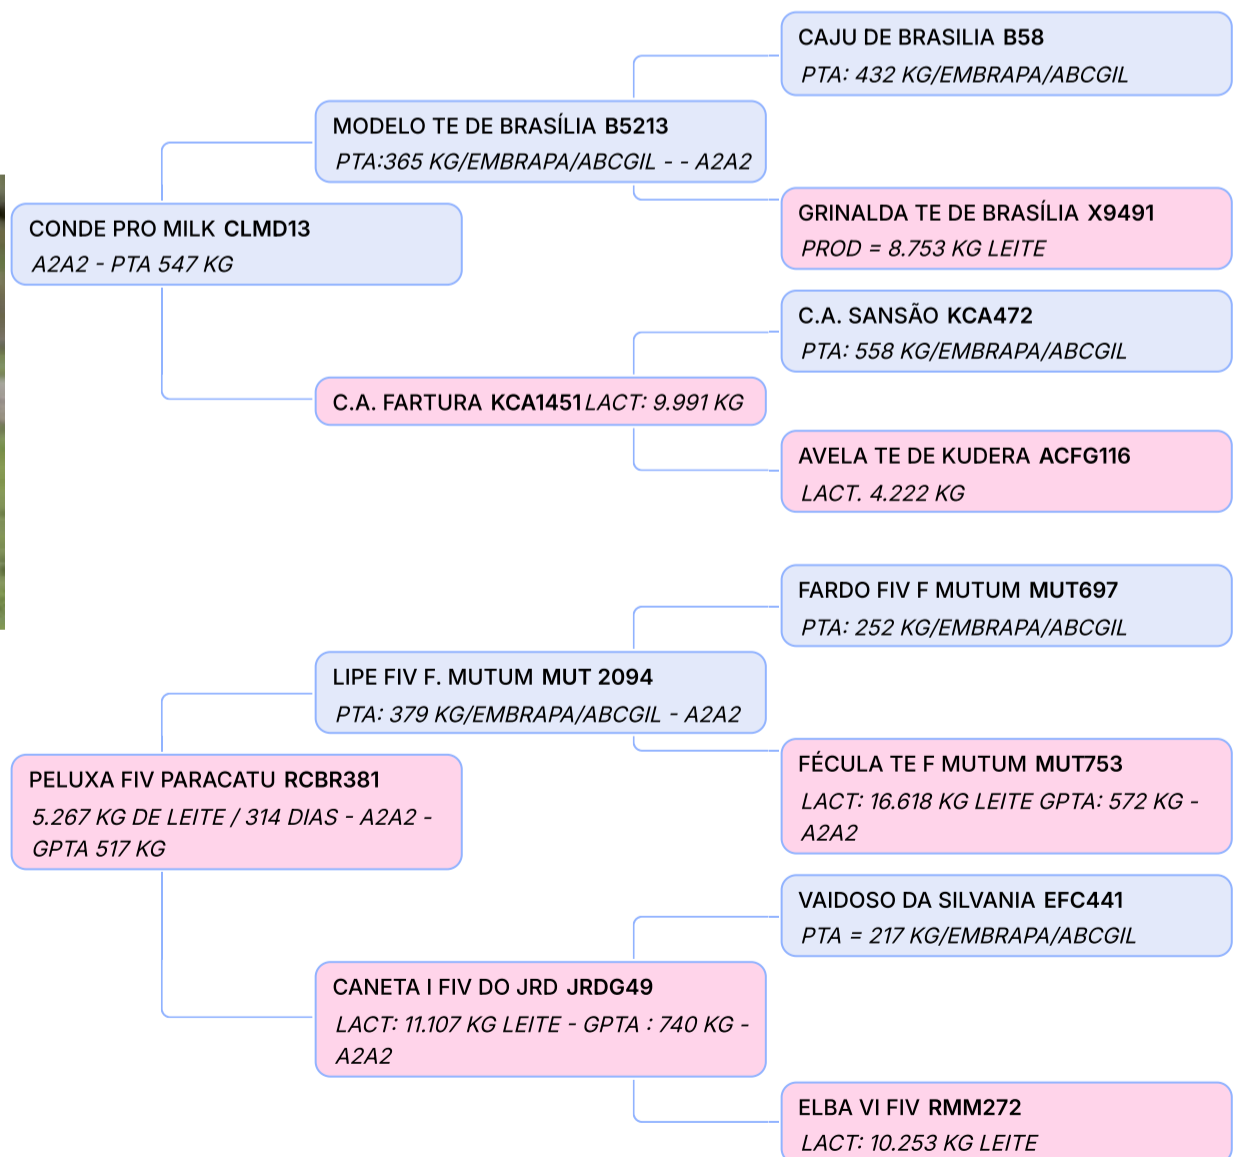 CAJU DE BRASILIA B58
PTA: 432 KG/EMBRAPA/ABCGIL
MODELO TE DE BRASÍLIA B5213
PTA:365 KG/EMBRAPA/ABCGIL - - A2A2
GRINALDA TE DE BRASÍLIA X9491
PROD = 8.753 KG LEITE
CONDE PRO MILK CLMD13
A2A2 - PTA 547 KG
C.A. SANSÃO KCA472
PTA: 558 KG/EMBRAPA/ABCGIL
C.A. FARTURA KCA1451 LACT: 9.991 KG
AVELA TE DE KUDERA ACFG116
LACT. 4.222 KG
FARDO FIV F MUTUM MUT697
PTA: 252 KG/EMBRAPA/ABCGIL
LIPE FIV F. MUTUM MUT 2094
PTA: 379 KG/EMBRAPA/ABCGIL - A2A2
FÉCULA TE F MUTUM MUT753
LACT: 16.618 KG LEITE GPTA: 572 KG -
A2A2
PELUXA FIV PARACATU RCBR381
5.267 KG DE LEITE / 314 DIAS - A2A2 -
GPTA 517 KG
VAIDOSO DA SILVANIA EFC441
PTA = 217 KG/EMBRAPA/ABCGIL
CANETA I FIV DO JRD JRDG49
LACT: 11.107 KG LEITE - GPTA : 740 KG -
A2A2
ELBA VI FIV RMM272
LACT: 10.253 KG LEITE